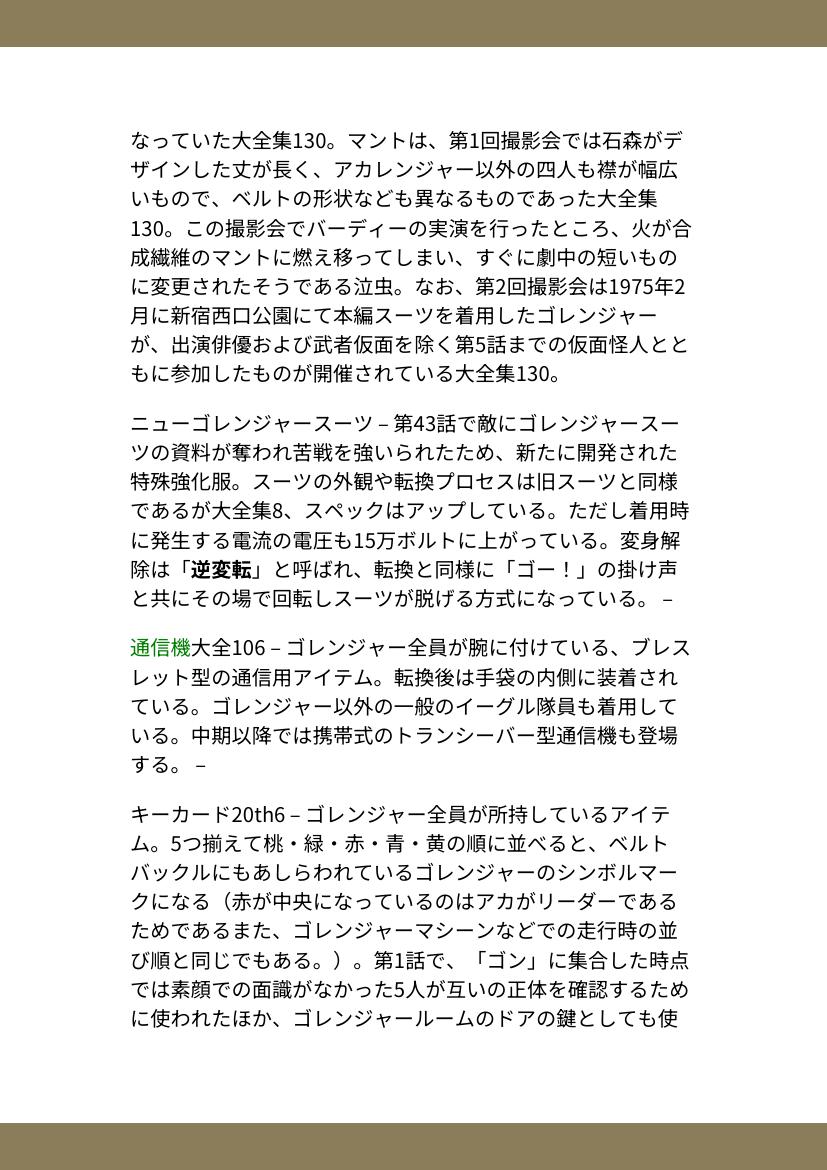 なっていた大全集130。マントは、第1回撮影会では石森がデ
ザインした丈が長く、アカレンジャー以外の四人も襟が幅広
いもので、ベルトの形状なども異なるものであった大全集
130。この撮影会でバーディーの実演を行ったところ、火が合
成繊維のマントに燃え移ってしまい、すぐに劇中の短いもの
に変更されたそうである泣虫。なお、第2回撮影会は1975年2
月に新宿西口公園にて本編スーツを着用したゴレンジャー
が、出演俳優および武者仮面を除く第5話までの仮面怪人とと
もに参加したものが開催されている大全集130。
ニューゴレンジャースーツ – 第43話で敵にゴレンジャースー
ツの資料が奪われ苦戦を強いられたため、新たに開発された
特殊強化服。スーツの外観や転換プロセスは旧スーツと同様
であるが大全集8、スペックはアップしている。ただし着用時
に発生する電流の電圧も15万ボルトに上がっている。変身解
除は「逆変転」と呼ばれ、転換と同様に「ゴー！」の掛け声
と共にその場で回転しスーツが脱げる方式になっている。 –
通信機大全106 – ゴレンジャー全員が腕に付けている、ブレス
レット型の通信用アイテム。転換後は手袋の内側に装着され
ている。ゴレンジャー以外の一般のイーグル隊員も着用して
いる。中期以降では携帯式のトランシーバー型通信機も登場
する。 –
キーカード20th6 – ゴレンジャー全員が所持しているアイテ
ム。5つ揃えて桃・緑・赤・青・黄の順に並べると、ベルト
バックルにもあしらわれているゴレンジャーのシンボルマー
クになる（赤が中央になっているのはアカがリーダーである
ためであるまた、ゴレンジャーマシーンなどでの走行時の並
び順と同じでもある。）。第1話で、「ゴン」に集合した時点
では素顔での面識がなかった5人が互いの正体を確認するため
に使われたほか、ゴレンジャールームのドアの鍵としても使